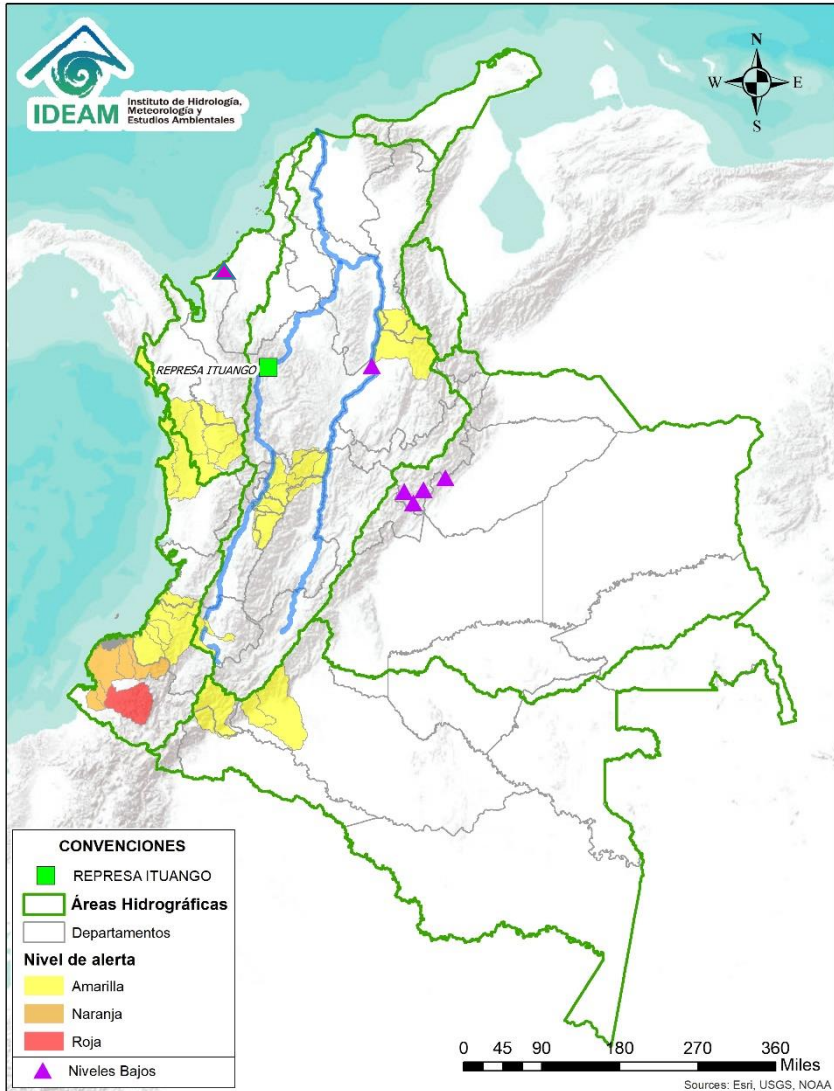 IDEAM
Instituto de Hidrología,
Meteorología y
Estudios Ambientales
N
W
E
S
REPRESA ITUANGO
CONVENCIONES
REPRESA ITUANGO
Áreas Hidrográficas
Departamentos
Nivel de alerta
Amarilla
Naranja
Roja
Niveles Bajos
0 45 90 180 270 360
Miles
Sources: Esri, USGS, NOAA